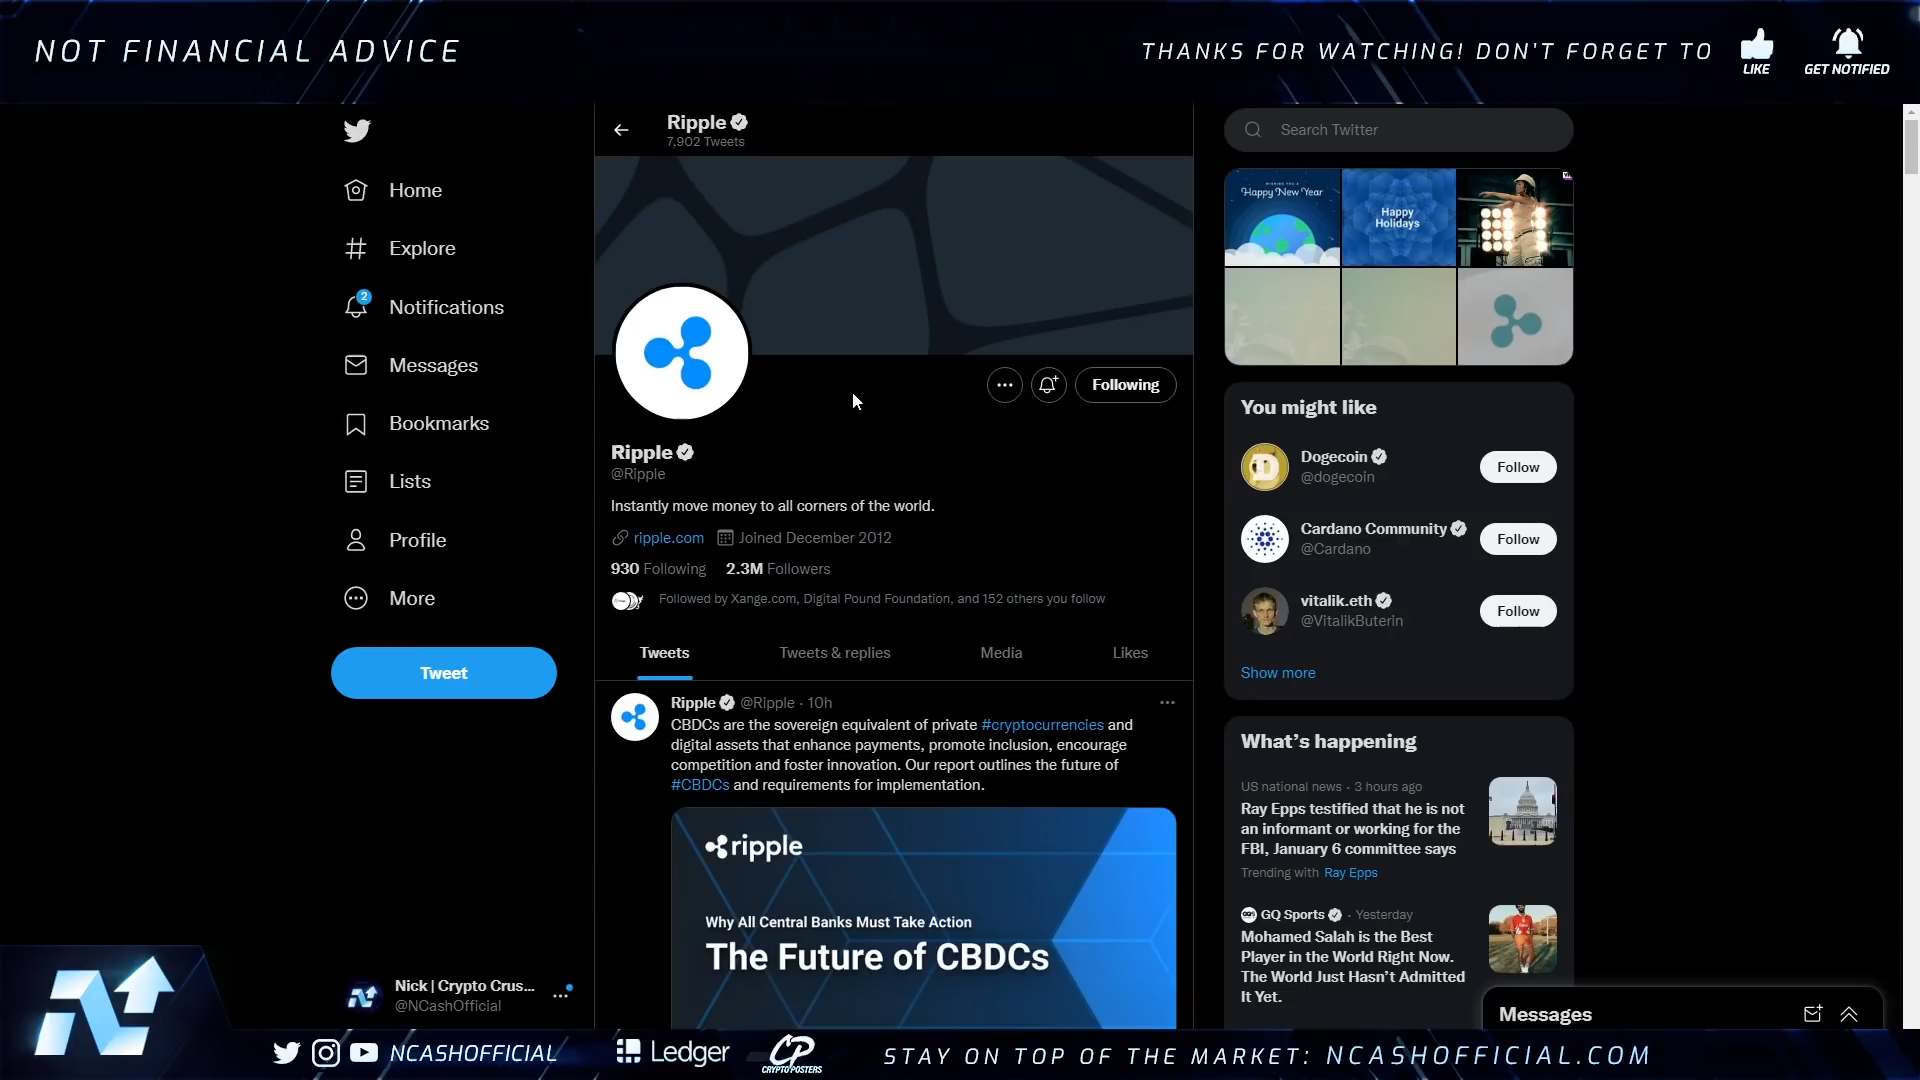 NOT FINANCIAL ADVICE
THANKS FOR WATCHING! DON'T FORGET TO
LIKE
GET NOTIFIED
Home
Explore
2
Notifications
Messages
Bookmarks
Lists
Profile
More
Tweet
Nick | Crypto Crus...
@NCashOfficial
Ripple
7,902 Tweets
Following
Ripple
@Ripple
Instantly move money to all corners of the world.
ripple.com Joined December 2012
930 Following 2.3M Followers
Followed by Xange.com, Digital Pound Foundation, and 152 others you follow
Tweets Tweets & replies Media Likes
Ripple @Ripple · 10h
CBDCs are the sovereign equivalent of private #cryptocurrencies and
digital assets that enhance payments, promote inclusion, encourage
competition and foster innovation. Our report outlines the future of
#CBDCs and requirements for implementation.
ripple
Why All Central Banks Must Take Action
The Future of CBDCs
Search Twitter
WISHING YOU A
Happy New Year
Happy
Holidays
You might like
Dogecoin
@dogecoin
Follow
Cardano Community
@Cardano
Follow
vitalik.eth
@VitalikButerin
Follow
Show more
What's happening
US national news · 3 hours ago
Ray Epps testified that he is not
an informant or working for the
FBI, January 6 committee says
Trending with Ray Epps
GQ Sports · Yesterday
Mohamed Salah is the Best
Player in the World Right Now.
The World Just Hasn't Admitted
It Yet.
Messages
NCASHOFFICIAL
Ledger
CP
CRYPTO POSTERS
STAY ON TOP OF THE MARKET: NCASHOFFICIAL.COM